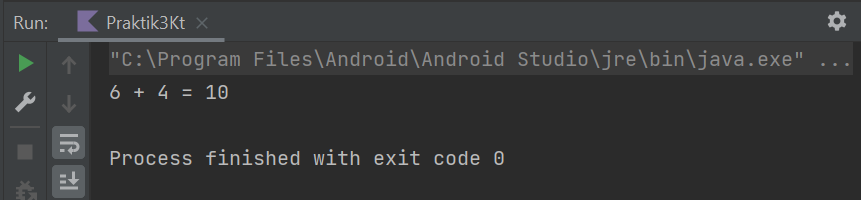 Run: Praktik3Kt
"C:\Program Files\Android\Android Studio\jre\bin\java.exe" ...
6 + 4 = 10
Process finished with exit code 0